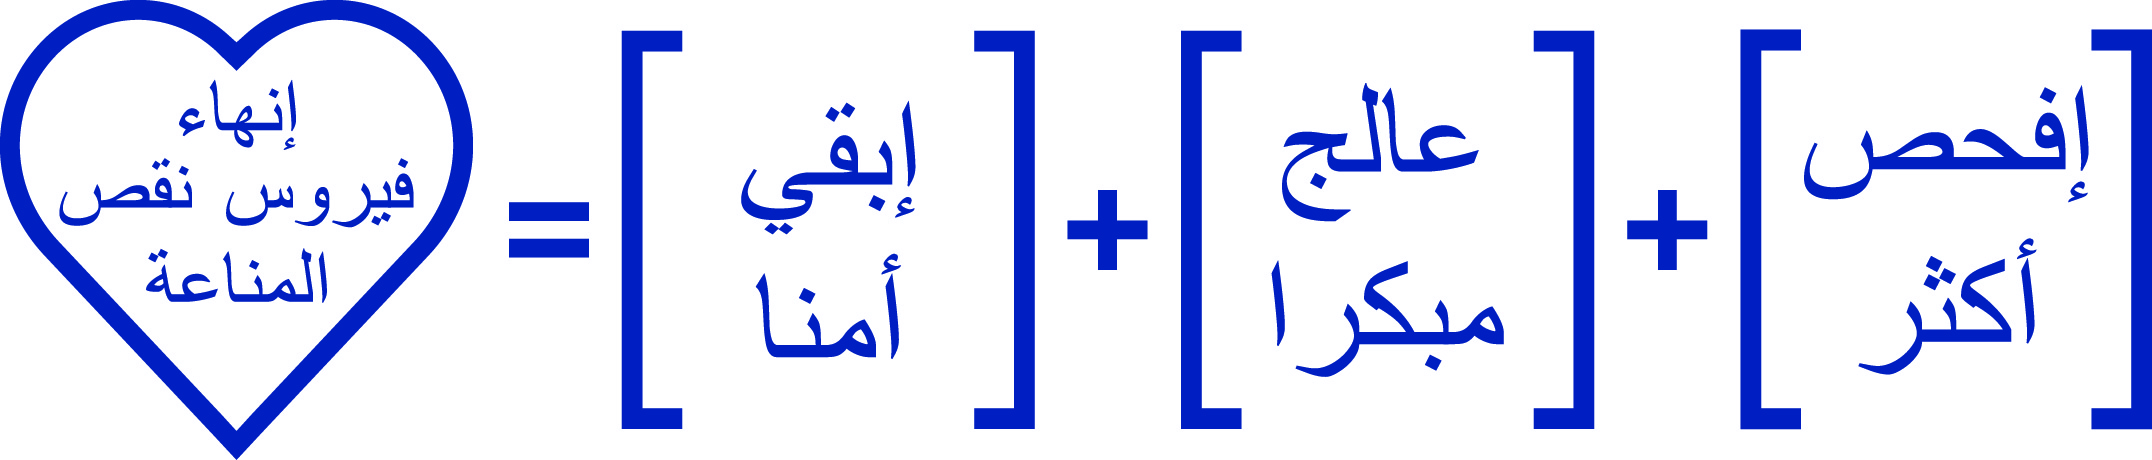 إفحص
أكثر
+
عالج
مبكرا
+
إبقي
أمنا
=
إنهاء
فيروس نقص
المناعة